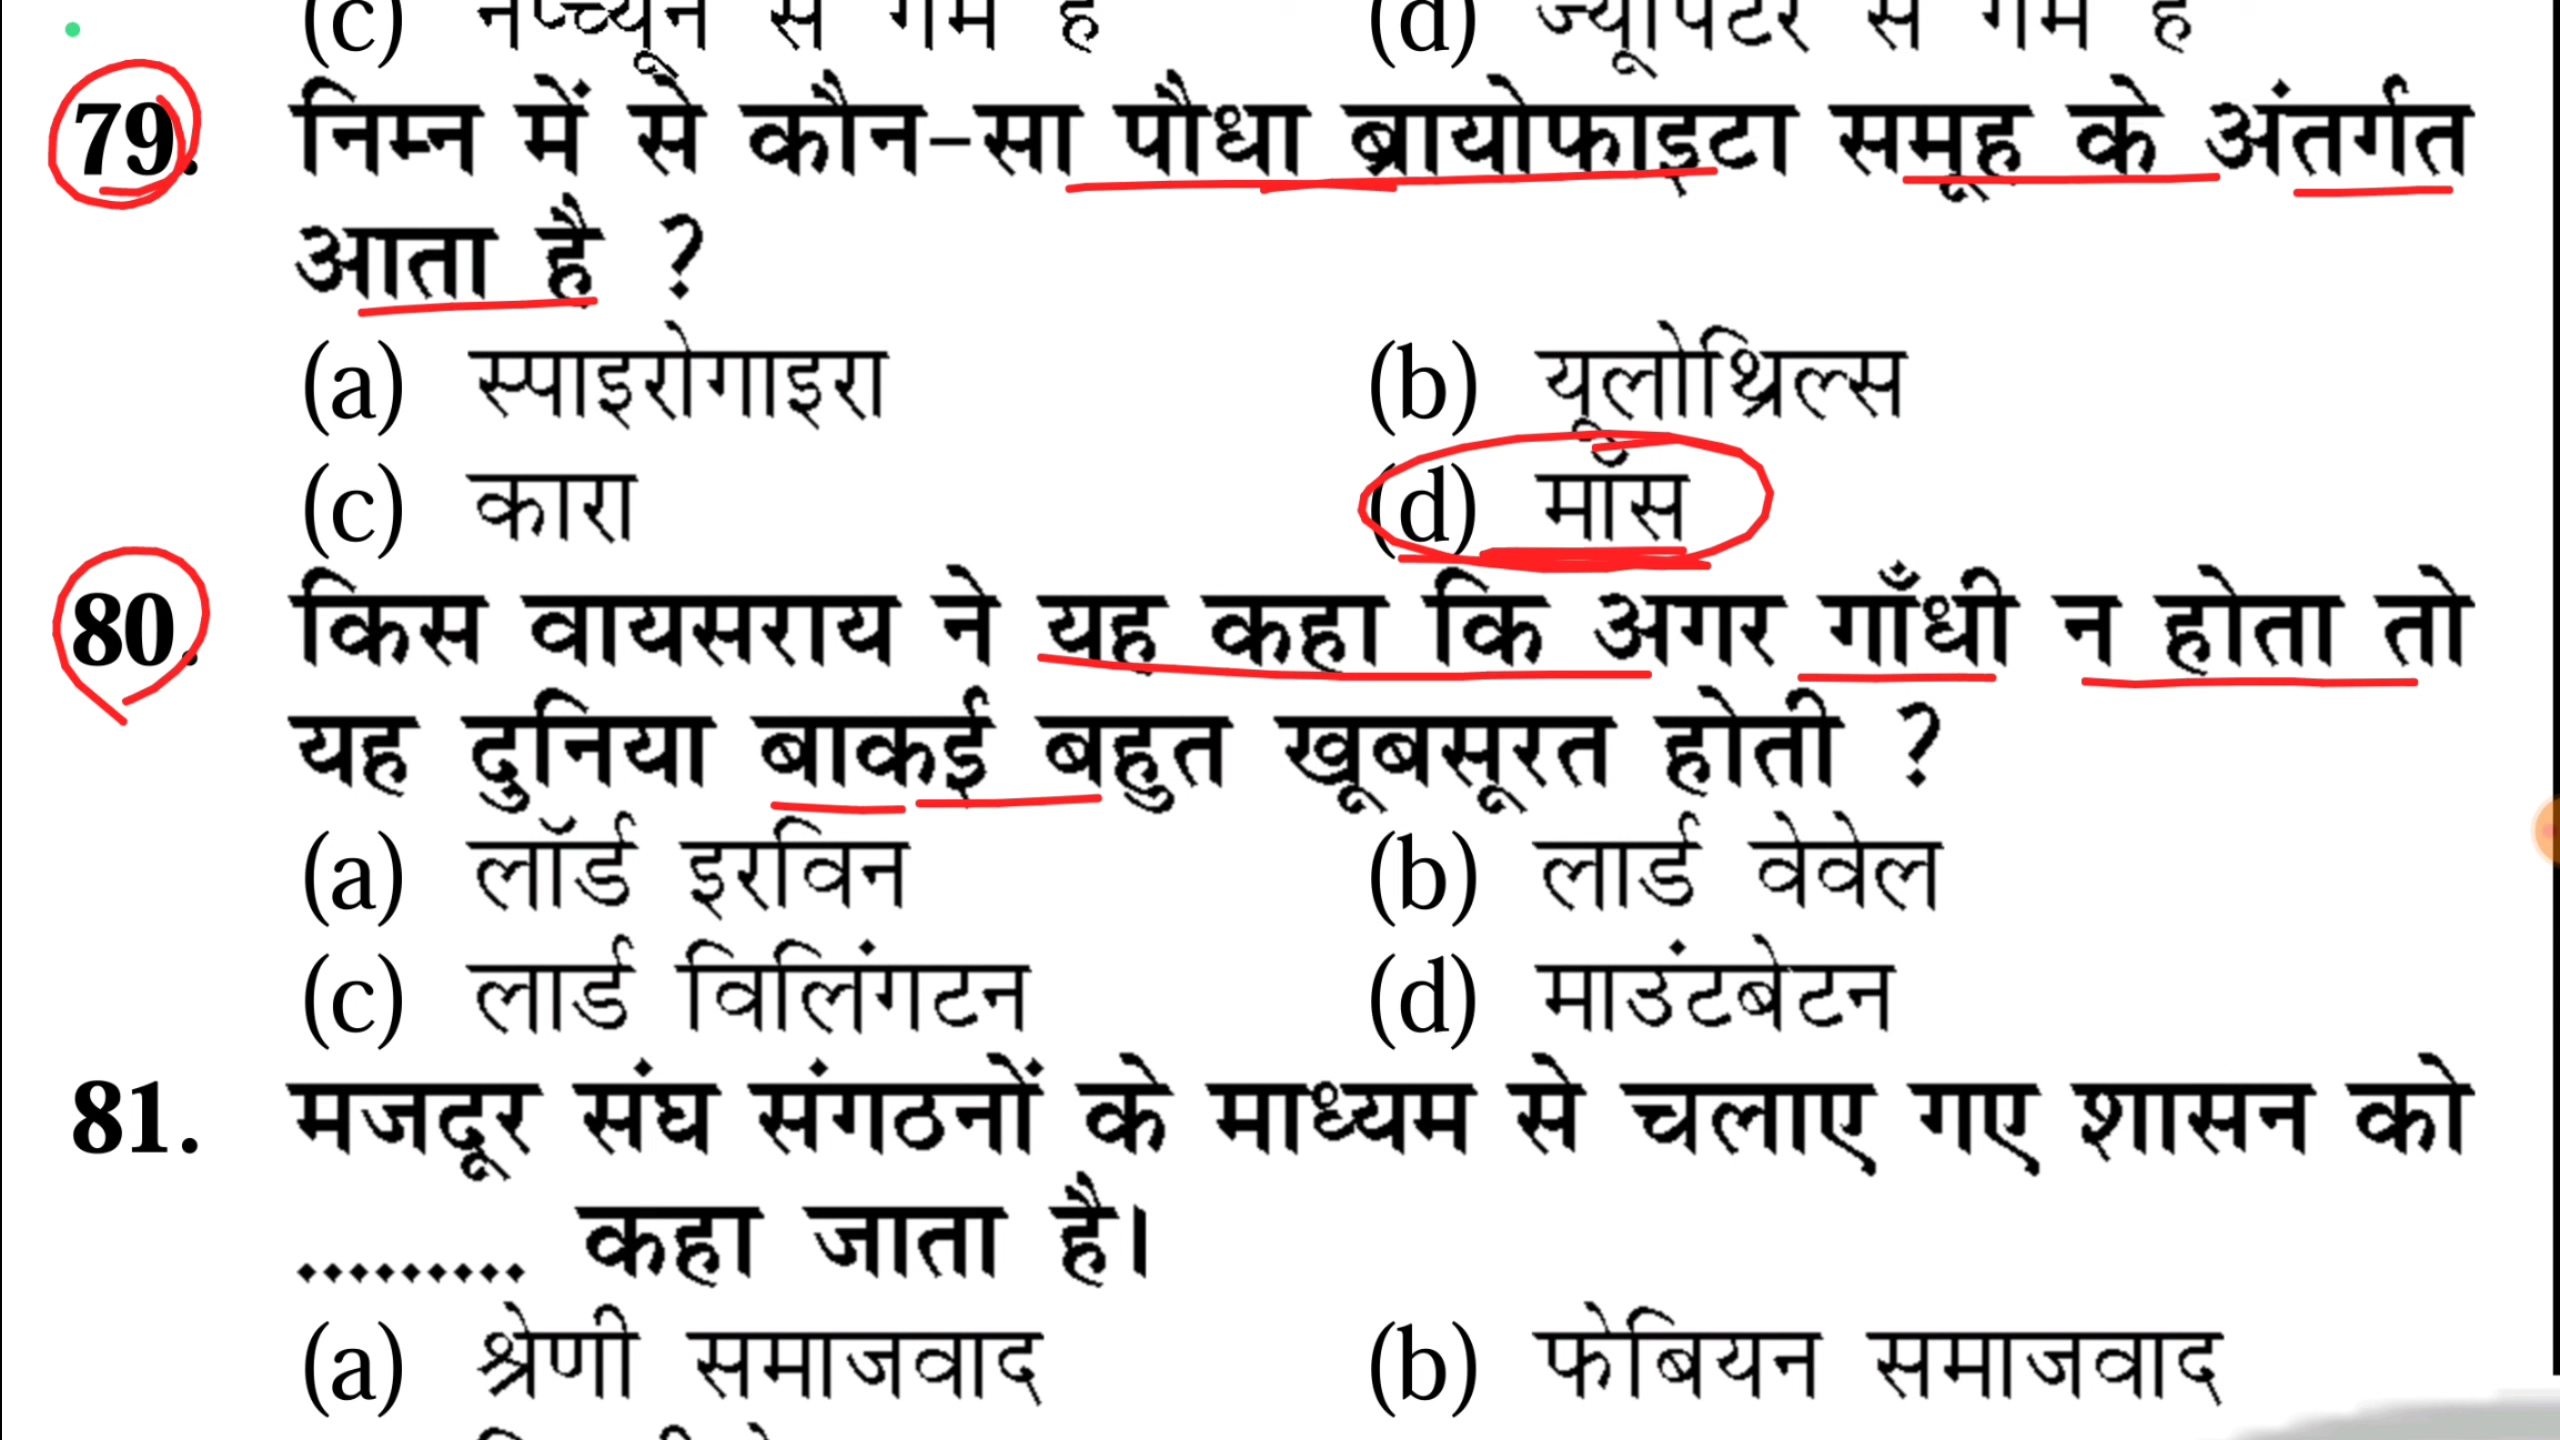 (c) नेप्च्यून से गर्म है (d) ज्यूपिटर से गर्म है
79. निम्न में से कौन-सा पौधा ब्रायोफाइटा समूह के अंतर्गत
आता है ?
(a) स्पाइरोगाइरा (b) यूलोथ्रिल्स
(c) कारा (d) मॉस
80. किस वायसराय ने यह कहा कि अगर गाँधी न होता तो
यह दुनिया बाकई बहुत खूबसूरत होती ?
(a) लॉर्ड इरविन (b) लार्ड वेवेल
(c) लार्ड विलिंगटन (d) माउंटबेटन
81. मजदूर संघ संगठनों के माध्यम से चलाए गए शासन को
......... कहा जाता है।
(a) श्रेणी समाजवाद (b) फेबियन समाजवाद